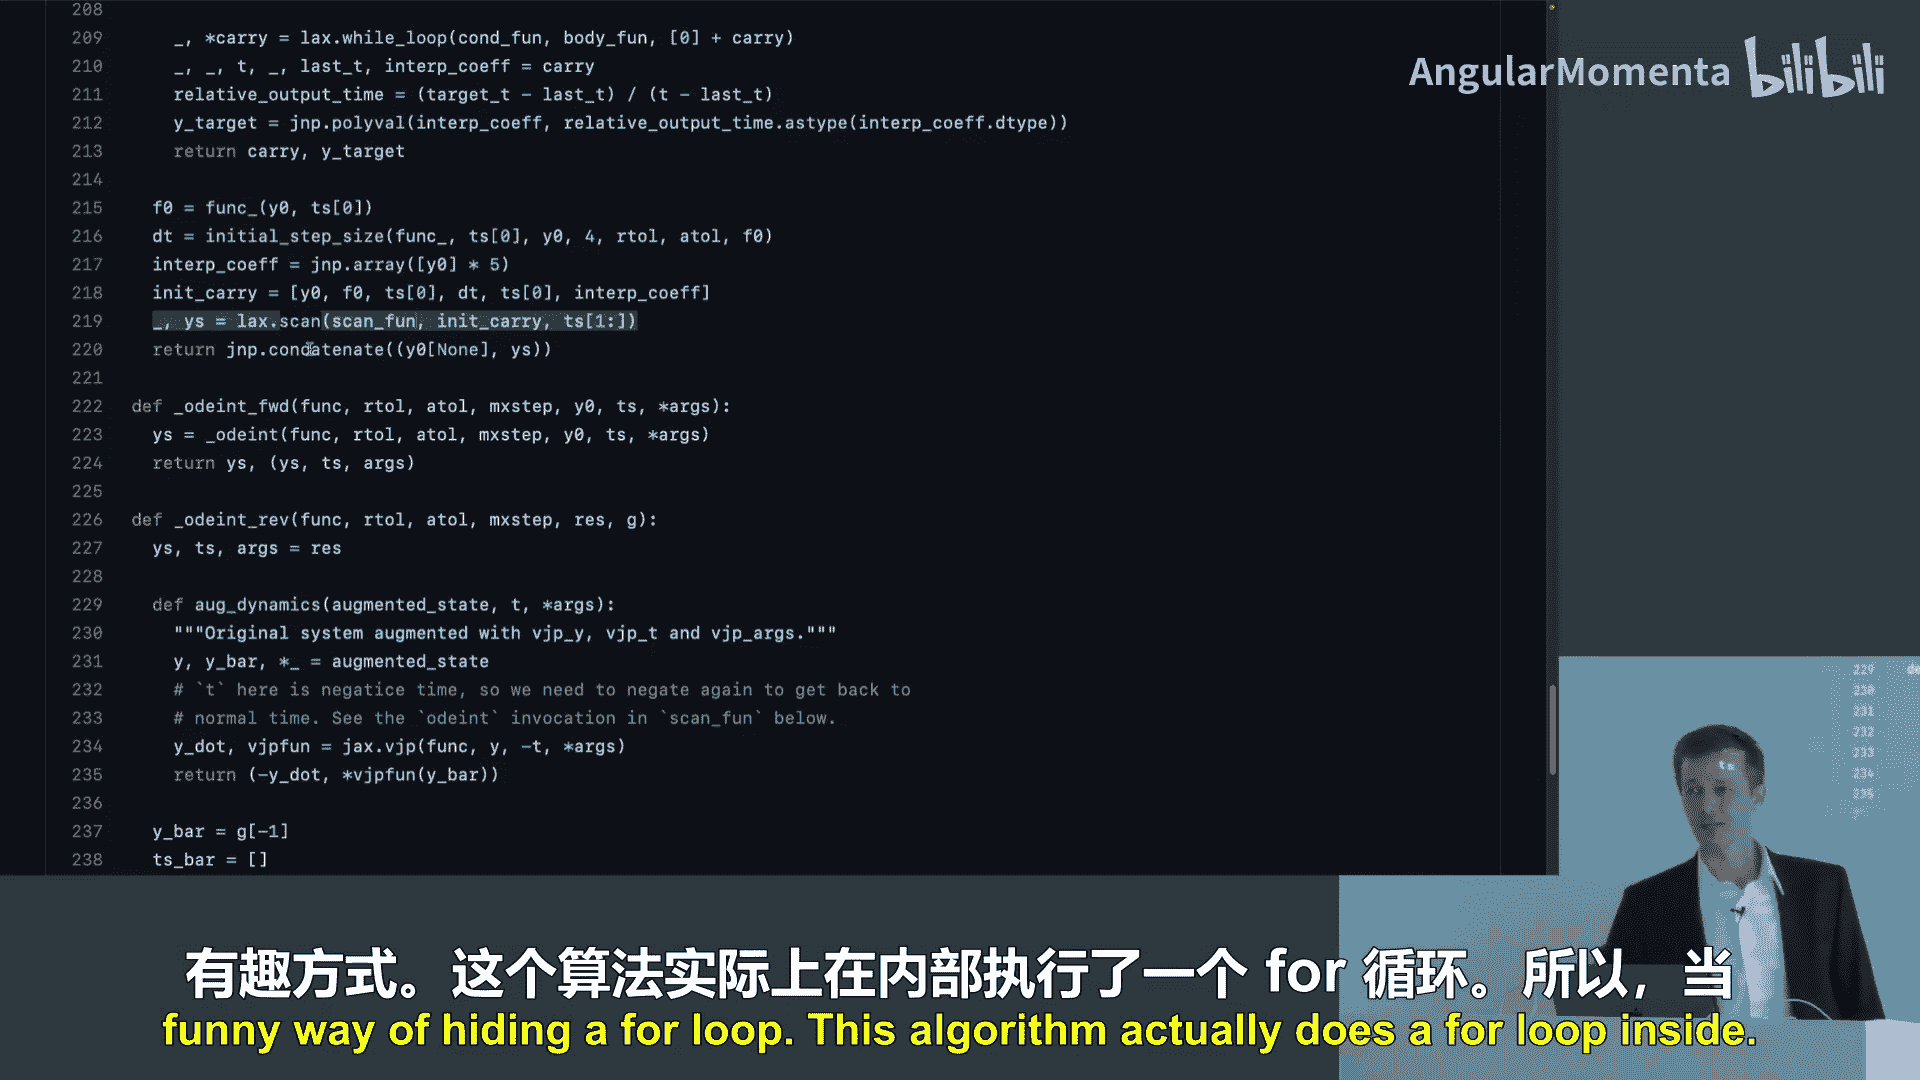 208
209 _, *carry = lax.while_loop(cond_fun, body_fun, [0] + carry)
210 _, _, t, _, last_t, interp_coeff = carry
211 relative_output_time = (target_t - last_t) / (t - last_t)
212 y_target = jnp.polyval(interp_coeff, relative_output_time.astype(interp_coeff.dtype))
213 return carry, y_target
214
215 f0 = func_(y0, ts[0])
216 dt = initial_step_size(func_, ts[0], y0, 4, rtol, atol, f0)
217 interp_coeff = jnp.array([y0] * 5)
218 init_carry = [y0, f0, ts[0], dt, ts[0], interp_coeff]
219 _, ys = lax.scan(scan_fun, init_carry, ts[1:])
220 return jnp.concatenate((y0[None], ys))
221
222 def _odeint_fwd(func, rtol, atol, mxstep, y0, ts, *args):
223 ys = _odeint(func, rtol, atol, mxstep, y0, ts, *args)
224 return ys, (ys, ts, args)
225
226 def _odeint_rev(func, rtol, atol, mxstep, res, g):
227 ys, ts, args = res
228
229 def aug_dynamics(augmented_state, t, *args):
230 """Original system augmented with vjp_y, vjp_t and vjp_args."""
231 y, y_bar, *_ = augmented_state
232 # `t` here is negatice time, so we need to negate again to get back to
233 # normal time. See the `odeint` invocation in `scan_fun` below.
234 y_dot, vjpfun = jax.vjp(func, y, -t, *args)
235 return (-y_dot, *vjpfun(y_bar))
236
237 y_bar = g[-1]
238 ts_bar = []
AngularMomenta bilibili
229 de
230
231
232
233
234
235
ts
有趣方式。这个算法实际上在内部执行了一个 for 循环。所以，当
funny way of hiding a for loop. This algorithm actually does a for loop inside.